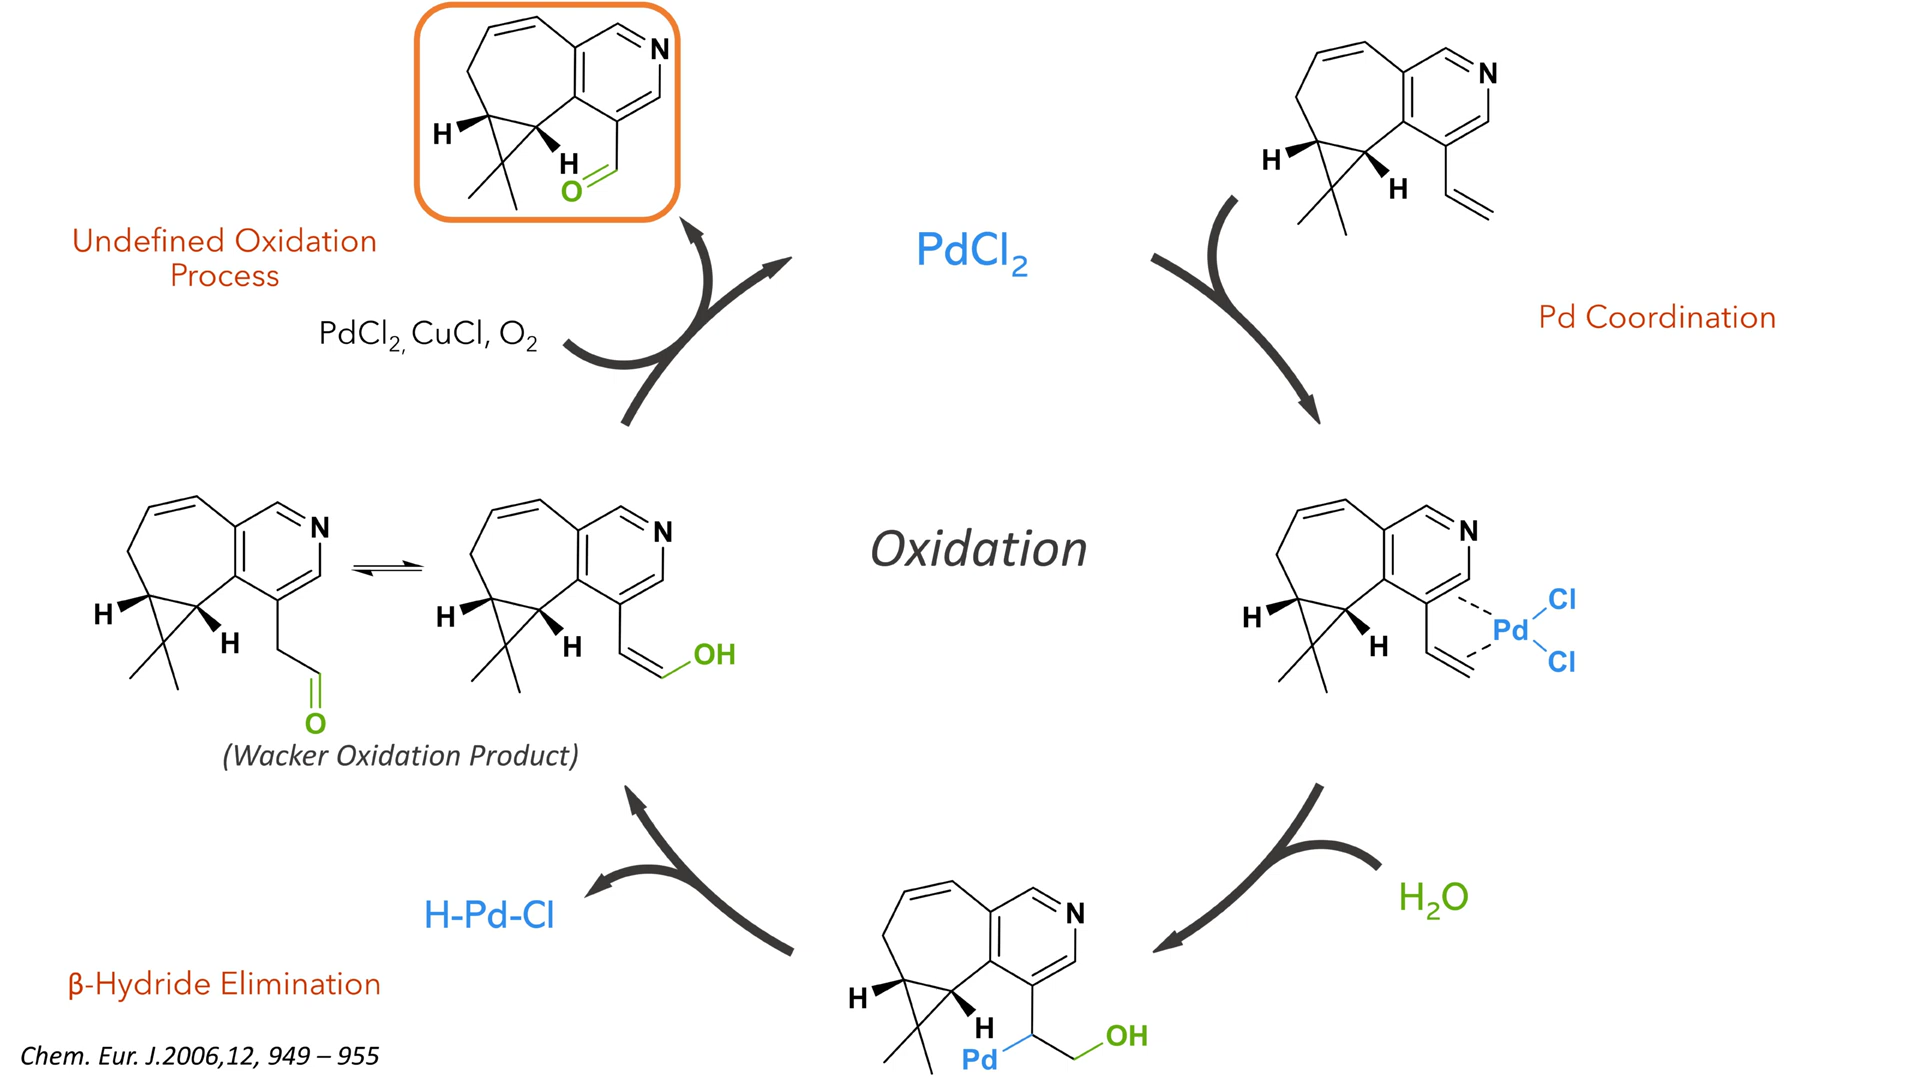 N
H
H
O
N
H
H
Undefined Oxidation
Process
PdCl2
PdCl2, CuCl, O2
Pd Coordination
N
H
H
O
N
H
H
OH
Oxidation
N
H
H
Pd
Cl
Cl
(Wacker Oxidation Product)
H-Pd-Cl
H2O
β-Hydride Elimination
N
H
H
Pd
OH
Chem. Eur. J.2006,12, 949 – 955